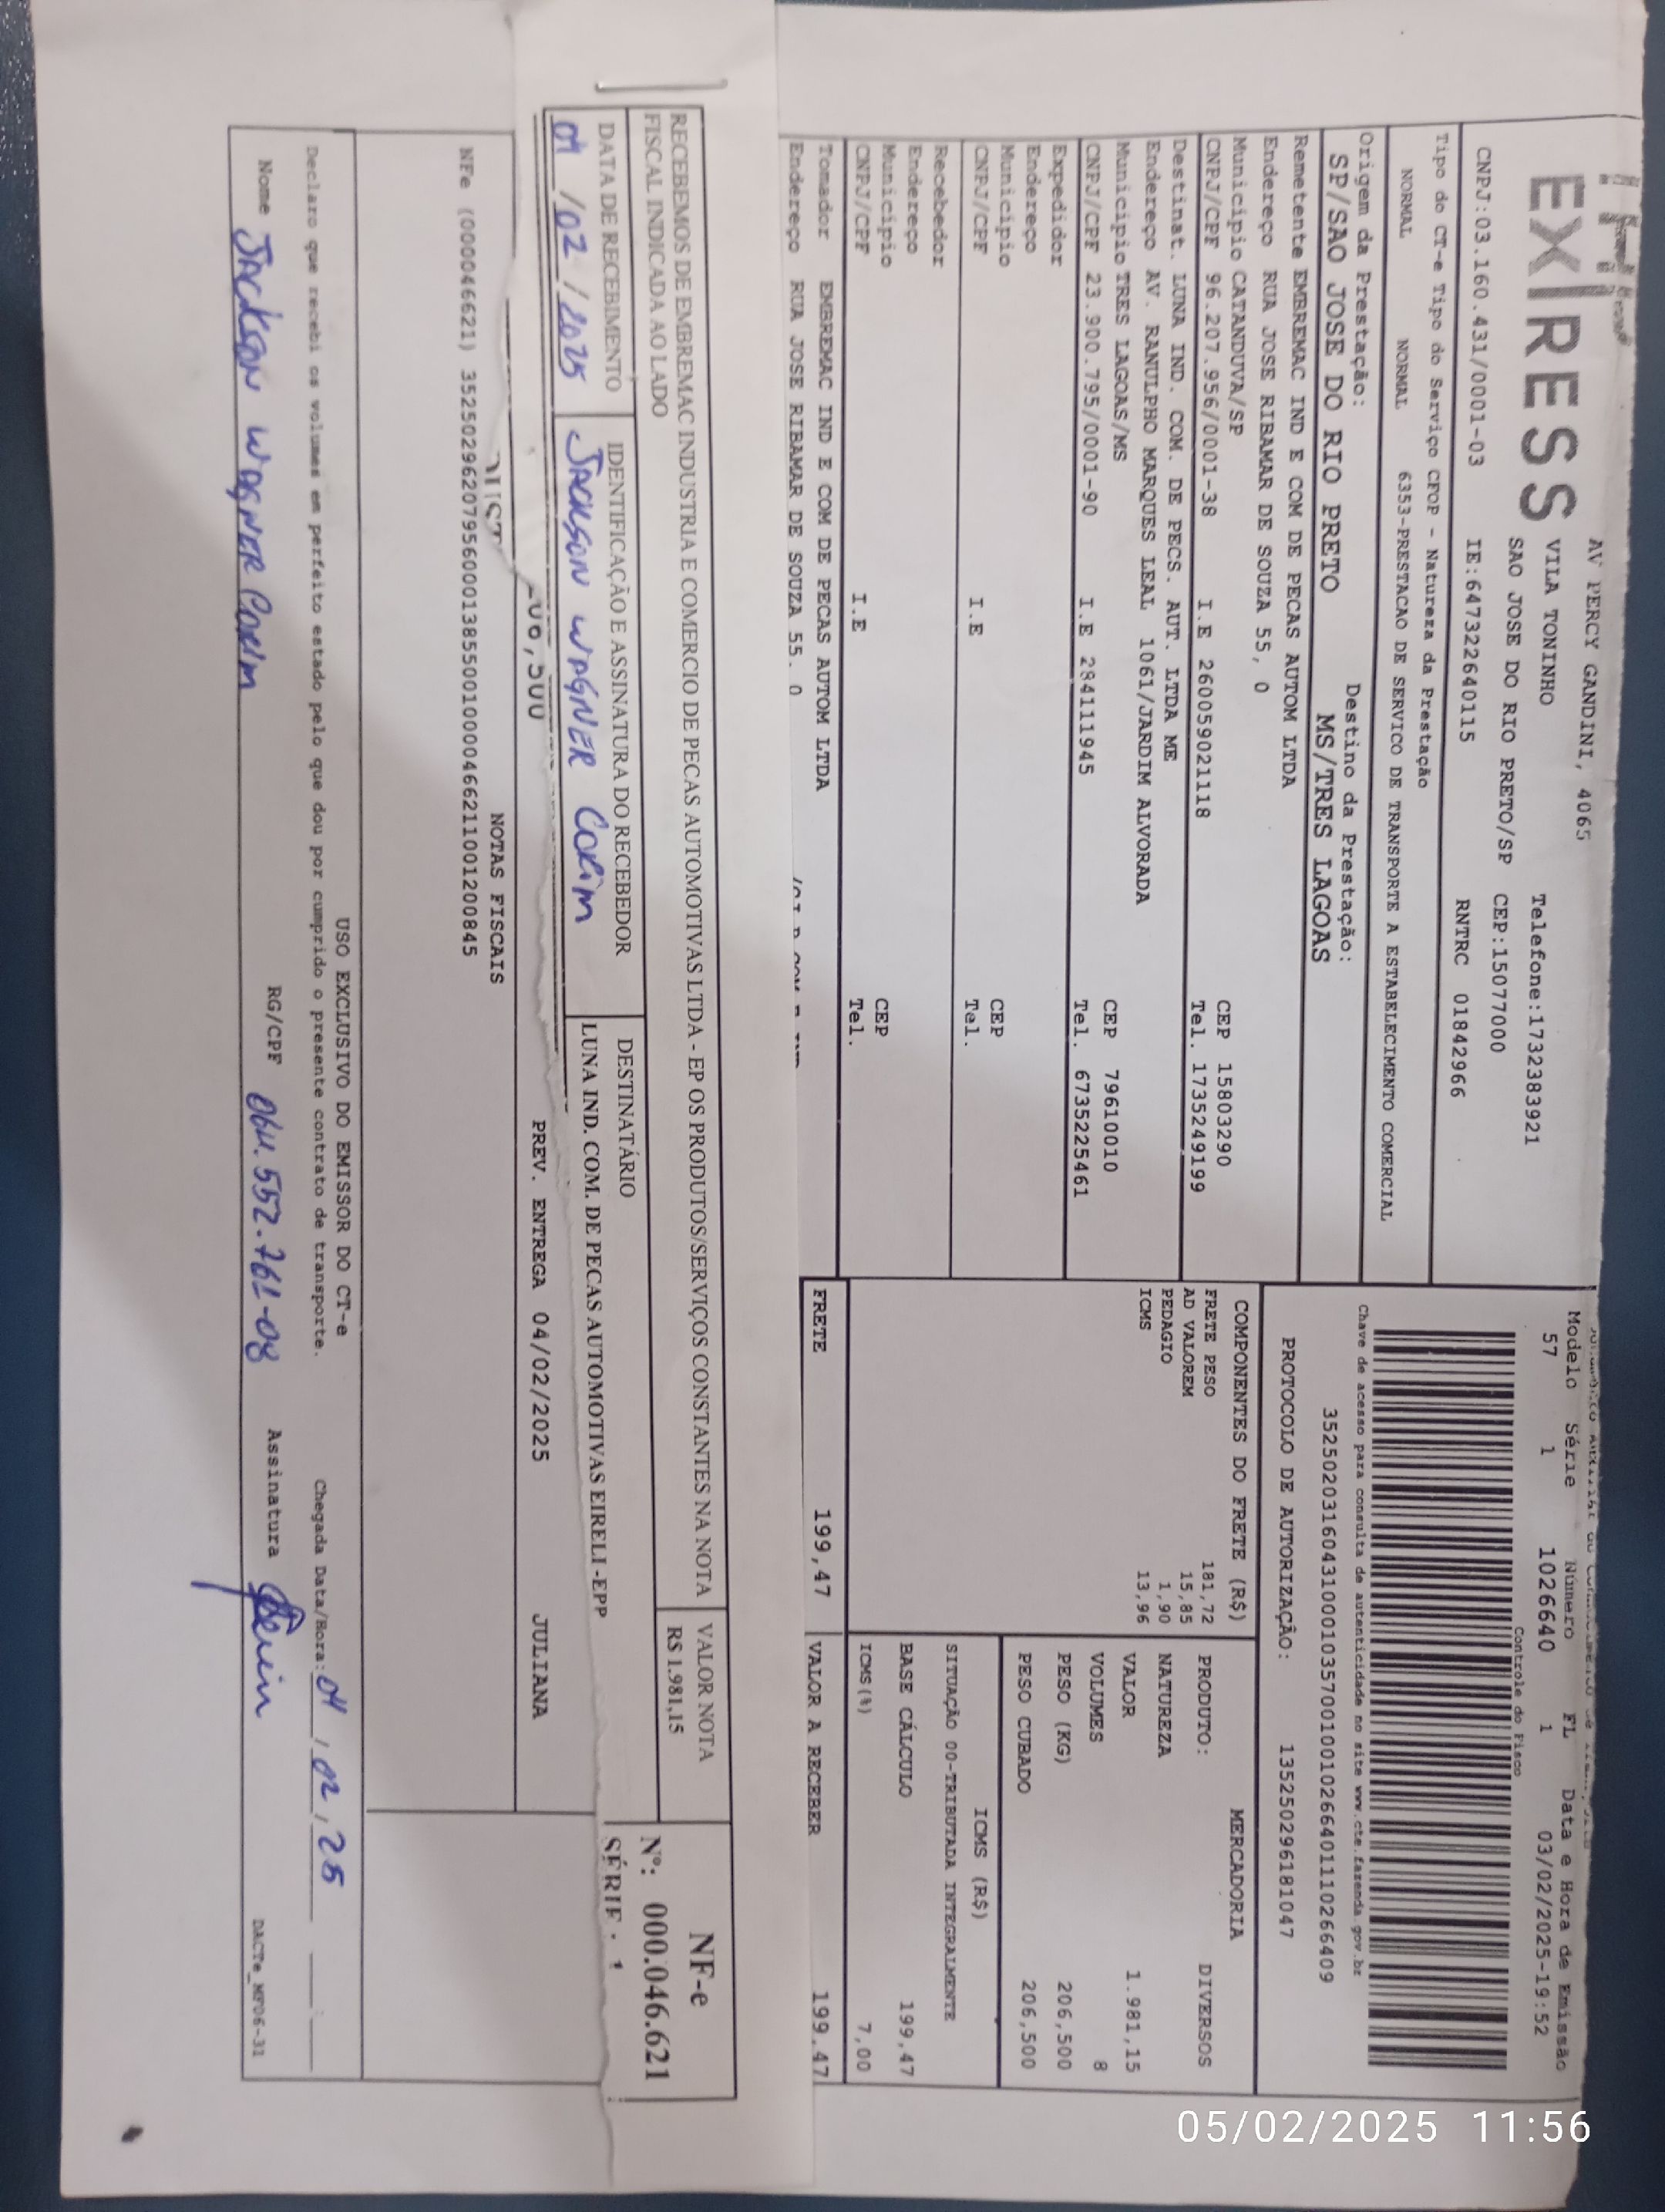 EXPRESS
AV PERCY GANDINI, 4065
VILA TONINHO
Telefone:1732383921
SAO JOSE DO RIO PRETO/SP CEP:15077000
CNPJ:03.160.431/0001-03 IE:647322640115 RNTRC 01842966
Tipo do CT-e Tipo do Serviço CFOP - Natureza da Prestação
NORMAL NORMAL 6353-PRESTACAO DE SERVICO DE TRANSPORTE A ESTABELECIMENTO COMERCIAL
Origem da Prestação: Destino da Prestação:
SP/SAO JOSE DO RIO PRETO MS/TRES LAGOAS
Remetente EMBREMAC IND E COM DE PECAS AUTOM LTDA
Endereço RUA JOSE RIBAMAR DE SOUZA 55, 0
Municipio CATANDUVA/SP CEP 15803290
CNPJ/CPF 96.207.956/0001-38 I.E 260059021118 Tel. 1735249199
Destinat. LUNA IND. COM. DE PECS. AUT. LTDA ME
Endereço AV. RANULPHO MARQUES LEAL 1061/JARDIM ALVORADA
Municipio TRES LAGOAS/MS CEP 79610010
CNPJ/CPF 23.900.795/0001-90 I.E 284111945 Tel. 6735225461
Expedidor
Endereço
Municipio CEP
CNPJ/CPF I.E Tel.
Recebedor
Endereço
Municipio CEP
CNPJ/CPF I.E Tel.
Tomador EMBREMAC IND E COM DE PECAS AUTOM LTDA
Endereço RUA JOSE RIBAMAR DE SOUZA 55. 0
Modelo Série Número FL Data e Hora de Emissão
57 1 1026640 1 03/02/2025-19:52
Controle do Fisco
Chave de acesso para consulta de autenticidade no site www.cte.fazenda.gov.br
35250203160431000103570010010266401110266409
PROTOCOLO DE AUTORIZAÇÃO: 135250296181047
COMPONENTES DO FRETE (R$)
FRETE PESO 181,72
AD VALOREM 15,85
PEDAGIO 1,90
ICMS 13,96
MERCADORIA
PRODUTO: DIVERSOS
NATUREZA
VALOR 1.981,15
VOLUMES 8
PESO (KG) 206,500
PESO CUBADO 206,500
ICMS (R$)
SITUAÇÃO 00-TRIBUTADA INTEGRALMENTE
BASE CÁLCULO 199,47
ICMS(%) 7,00
FRETE 199,47 VALOR A RECEBER 199,47
RECEBEMOS DE EMBREMAC INDUSTRIA E COMERCIO DE PECAS AUTOMOTIVAS LTDA - EP OS PRODUTOS/SERVIÇOS CONSTANTES NA NOTA
FISCAL INDICADA AO LADO
VALOR NOTA
R$ 1.981,15
NF-e
Nº: 000.046.621
SÉRIE: 1
DATA DE RECEBIMENTO IDENTIFICAÇÃO E ASSINATURA DO RECEBEDOR DESTINATÁRIO
04/02/2025 Jackson Wagner Corim LUNA IND. COM. DE PECAS AUTOMOTIVAS EIRELI -EPP
206,500 PREV. ENTREGA 04/02/2025 JULIANA
NOTAS FISCAIS
NFe (000046621) 35250296207956000138550010000466211001200845
USO EXCLUSIVO DO EMISSOR DO CT-e
Declaro que recebi os volumes em perfeito estado pelo que dou por cumprido o presente contrato de transporte. Chegada Data/Hora: 04/02/25
Nome Jackson Wagner Corim RG/CPF 064.552.761-08 Assinatura Corim
DACTe_MF06-31
05/02/2025 11:56